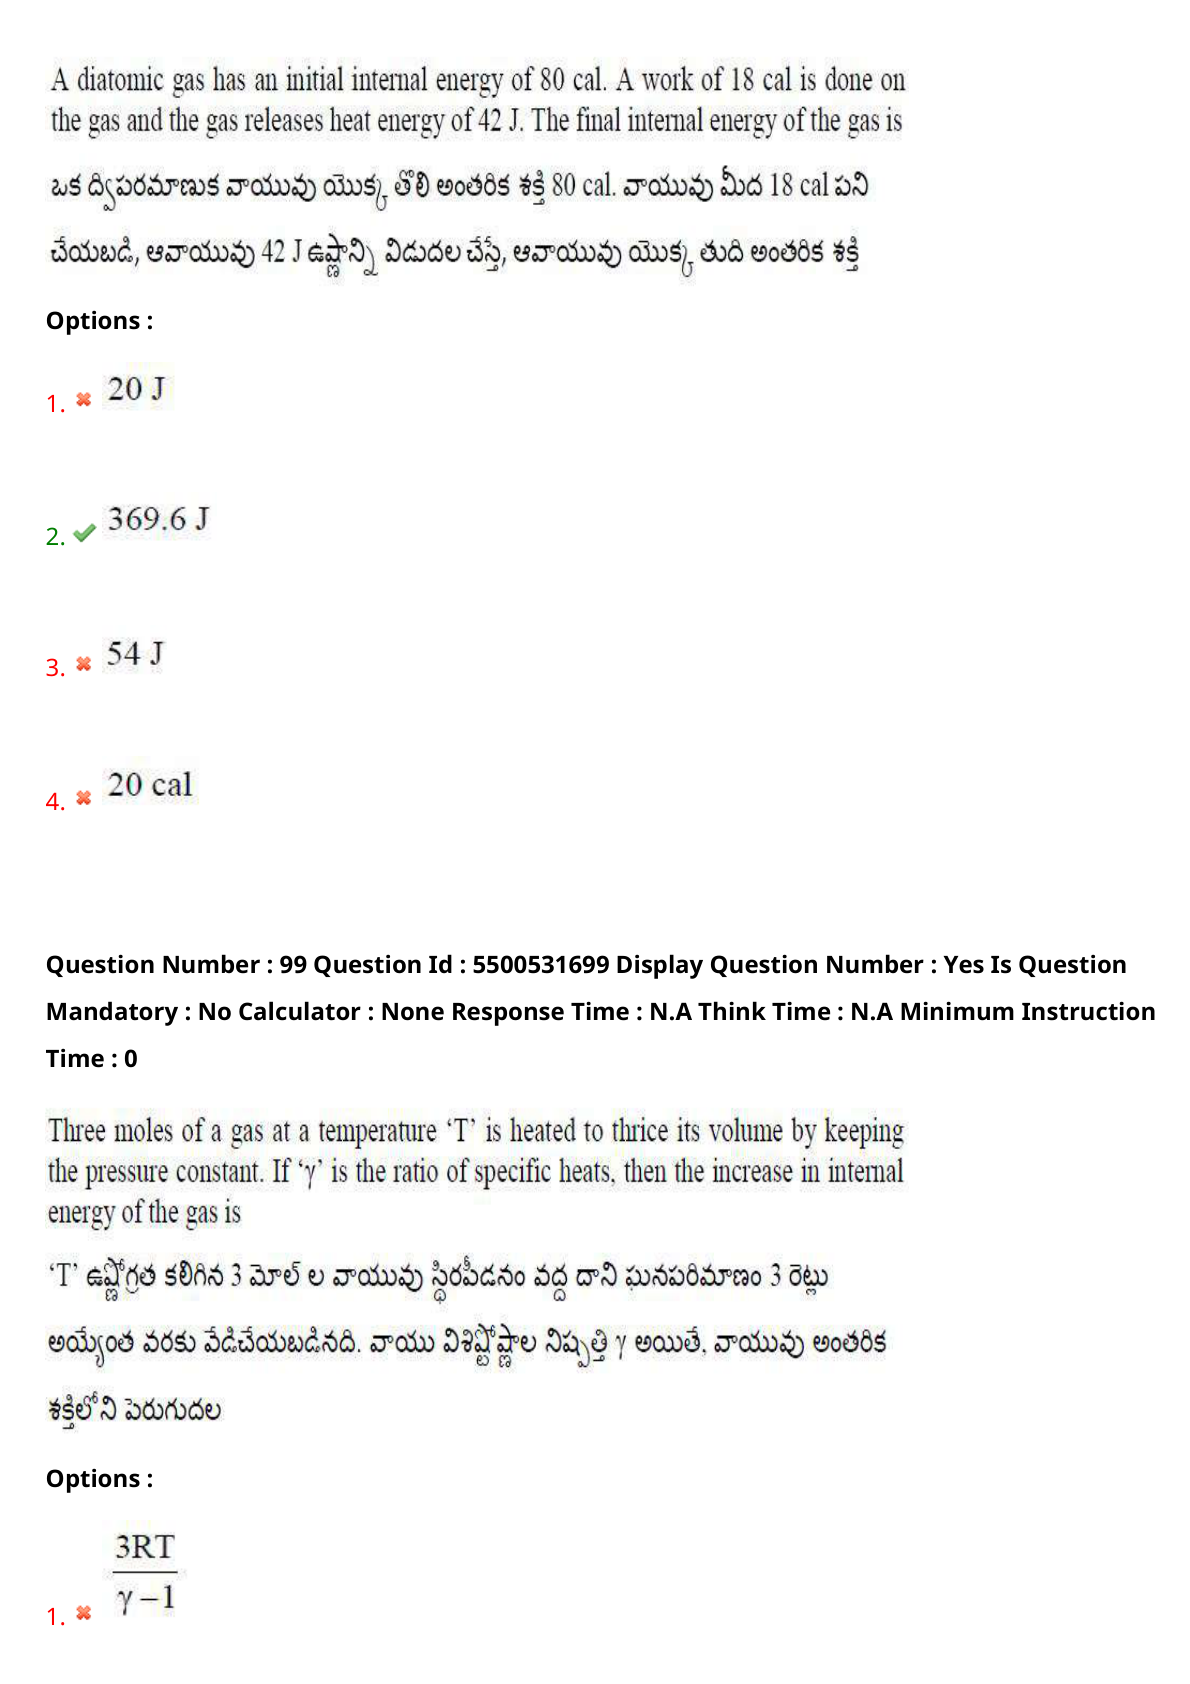 A diatomic gas has an initial internal energy of 80 cal. A work of 18 cal is done on
the gas and the gas releases heat energy of 42 J. The final internal energy of the gas is
ఒక ద్విపరమాణుక వాయువు యొక్క తొలి అంతరిక శక్తి 80 cal. వాయువు మీద 18 cal పని
చేయబడి, ఆవాయువు 42 J ఉష్ణాన్ని విడుదల చేస్తే, ఆవాయువు యొక్క తుది అంతరిక శక్తి
Options :
1. 20 J
2. 369.6 J
3. 54 J
4. 20 cal
Question Number : 99 Question Id : 5500531699 Display Question Number : Yes Is Question
Mandatory : No Calculator : None Response Time : N.A Think Time : N.A Minimum Instruction
Time : 0
Three moles of a gas at a temperature ‘T’ is heated to thrice its volume by keeping
the pressure constant. If ‘γ’ is the ratio of specific heats, then the increase in internal
energy of the gas is
‘T’ ఉష్ణోగ్రత కలిగిన 3 మోల్ ల వాయువు స్థిరపీడనం వద్ద దాని ఘనపరిమాణం 3 రెట్లు
అయ్యేంత వరకు వేడిచేయబడినది. వాయు విశిష్టోష్ణాల నిష్పత్తి γ అయితే, వాయువు అంతరిక
శక్తిలోని పెరుగుదల
Options :
3RT
1. γ – 1